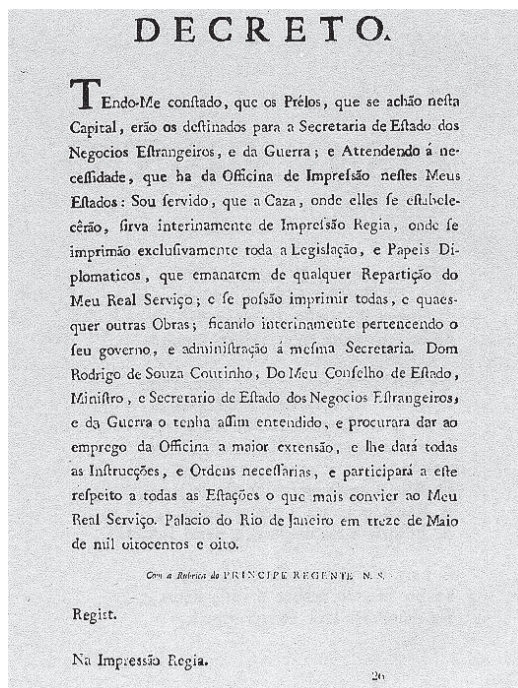 DECRETO.
TEndo-Me conſtado, que os Prélos, que se achão neſta
Capital, erão os deſtinados para a Secretaria de Eſtado dos
Negocios Eſtrangeiros, e da Guerra; e Attendendo á ne-
ceſſidade, que ha da Officina de Impreſsão neſtes Meus
Eſtados: Sou ſervido, que a Caza, onde elles ſe eſtabele-
cêrão, ſirva interinamente de Impreſsão Regia, onde ſe
imprimão excluſivamente toda a Legislação, e Papeis Di-
plomaticos, que emanarem de qualquer Repartição do
Meu Real Serviço; e ſe poſsão imprimir todas, e quaes-
quer outras Obras; ficando interinamente pertencendo o
ſeu governo, e adminiſtração á meſma Secretaria. Dom
Rodrigo de Souza Coutinho, Do Meu Conſelho de Eſtado,
Miniſtro, e Secretario de Eſtado dos Negocios Eſtrangeiros,
e da Guerra o tenha aſſim entendido, e procurará dar ao
emprego da Officina a maior extensão, e lhe dará todas
as Inſtrucções, e Ordens neceſſarias, e participará a eſte
reſpeito a todas as Eſtações o que mais convier ao Meu
Real Serviço. Palacio do Rio de Janeiro em treze de Maio
de mil oitocentos e oito.
Com a Rubrica do PRINCIPE REGENTE N. S.
Regiſt.
Na Impressão Regia.
20